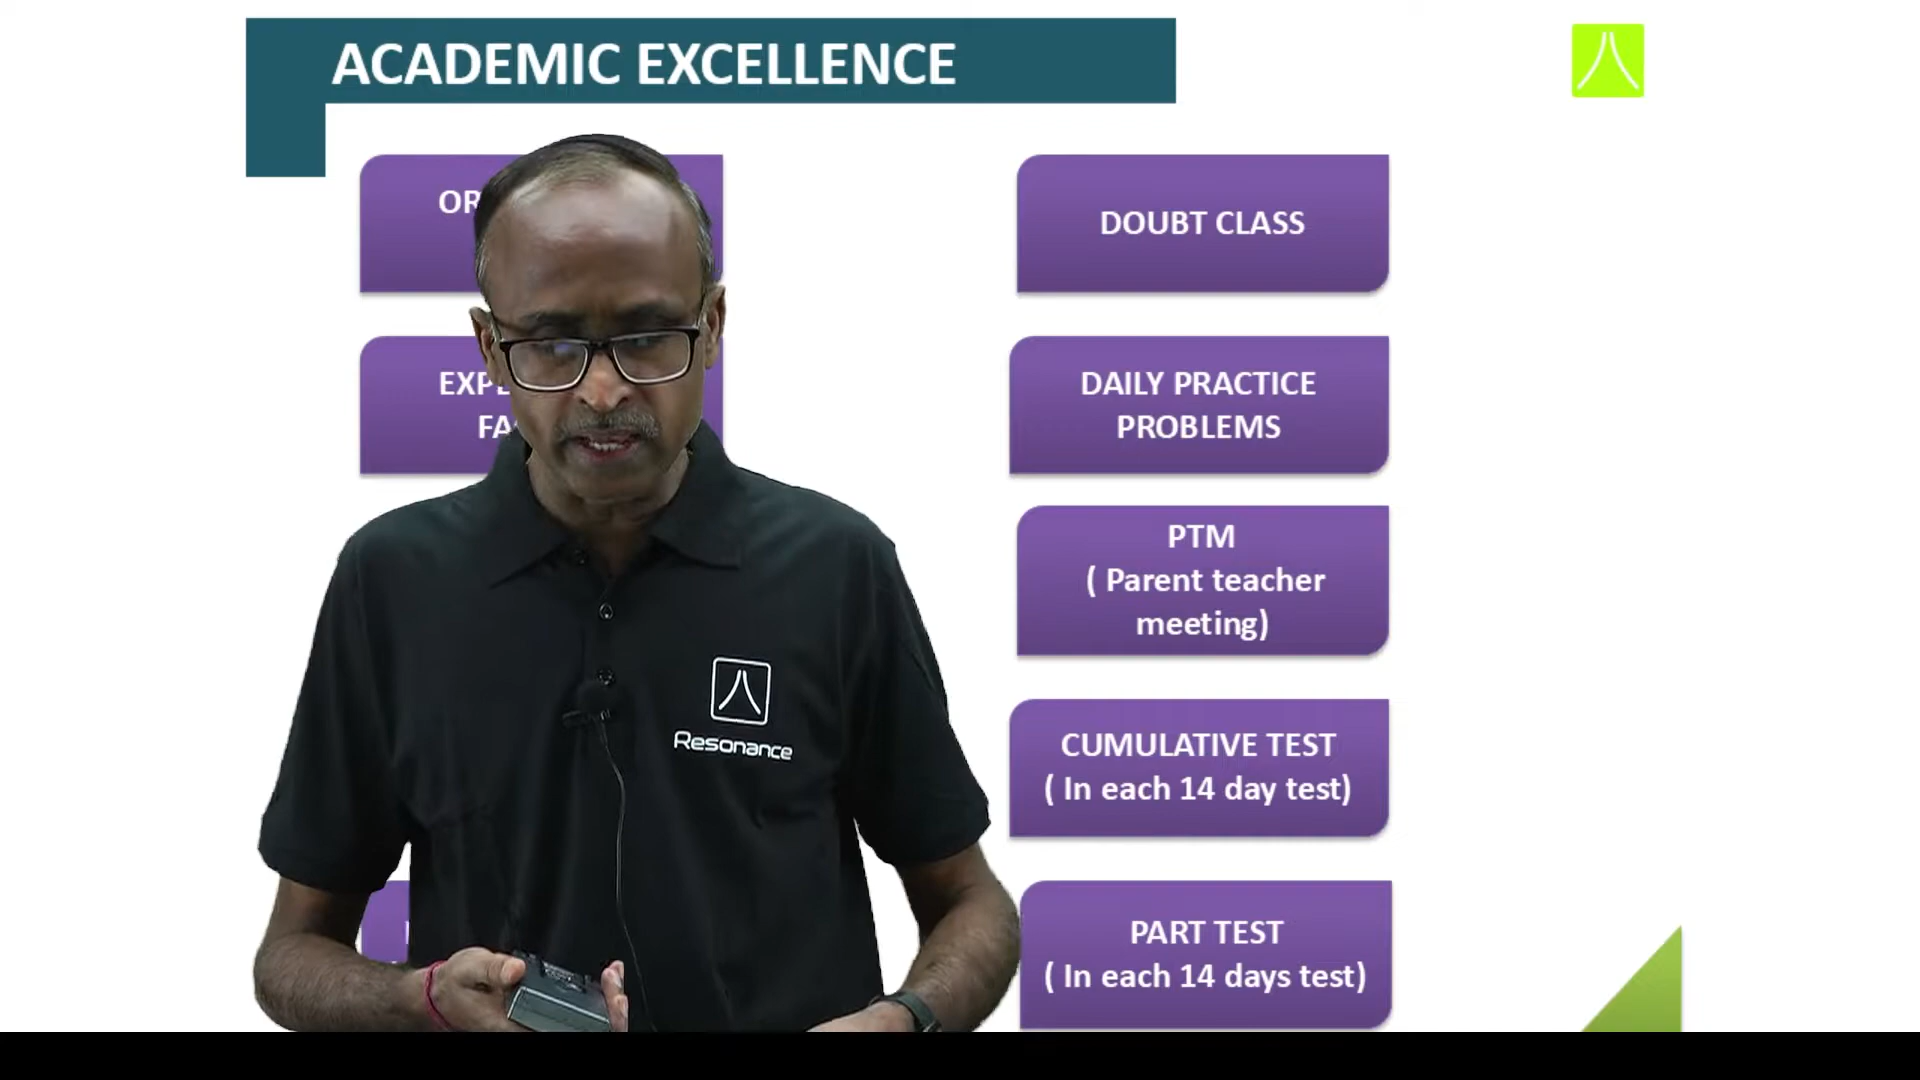 ACADEMIC EXCELLENCE
DOUBT CLASS
DAILY PRACTICE
PROBLEMS
PTM
( Parent teacher
meeting)
CUMULATIVE TEST
( In each 14 day test)
PART TEST
( In each 14 days test)
Resonance